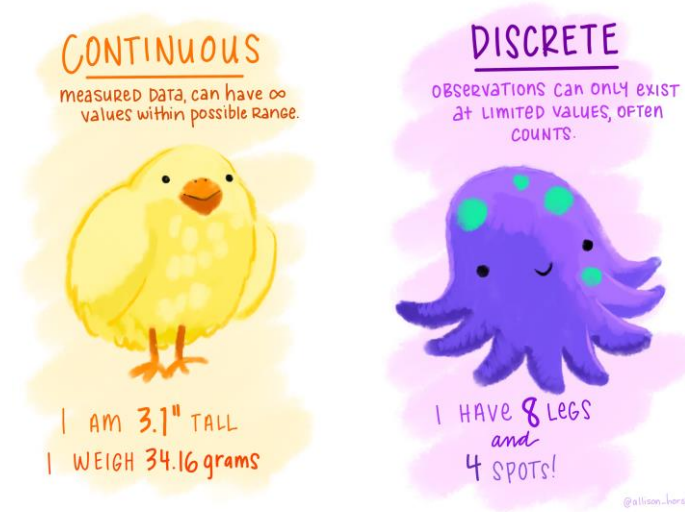 CONTINUOUS
measured Data, can have ∞
values within possible Range.
I AM 3.1" TALL
I WEIGH 34.16 grams
DISCRETE
OBSERVATIONS CAN ONLY EXIST
at LIMITED VALUES, OFTEN
COUNTS.
I HAVE 8 LEGS
and
4 SPOTS!
@allison_hors